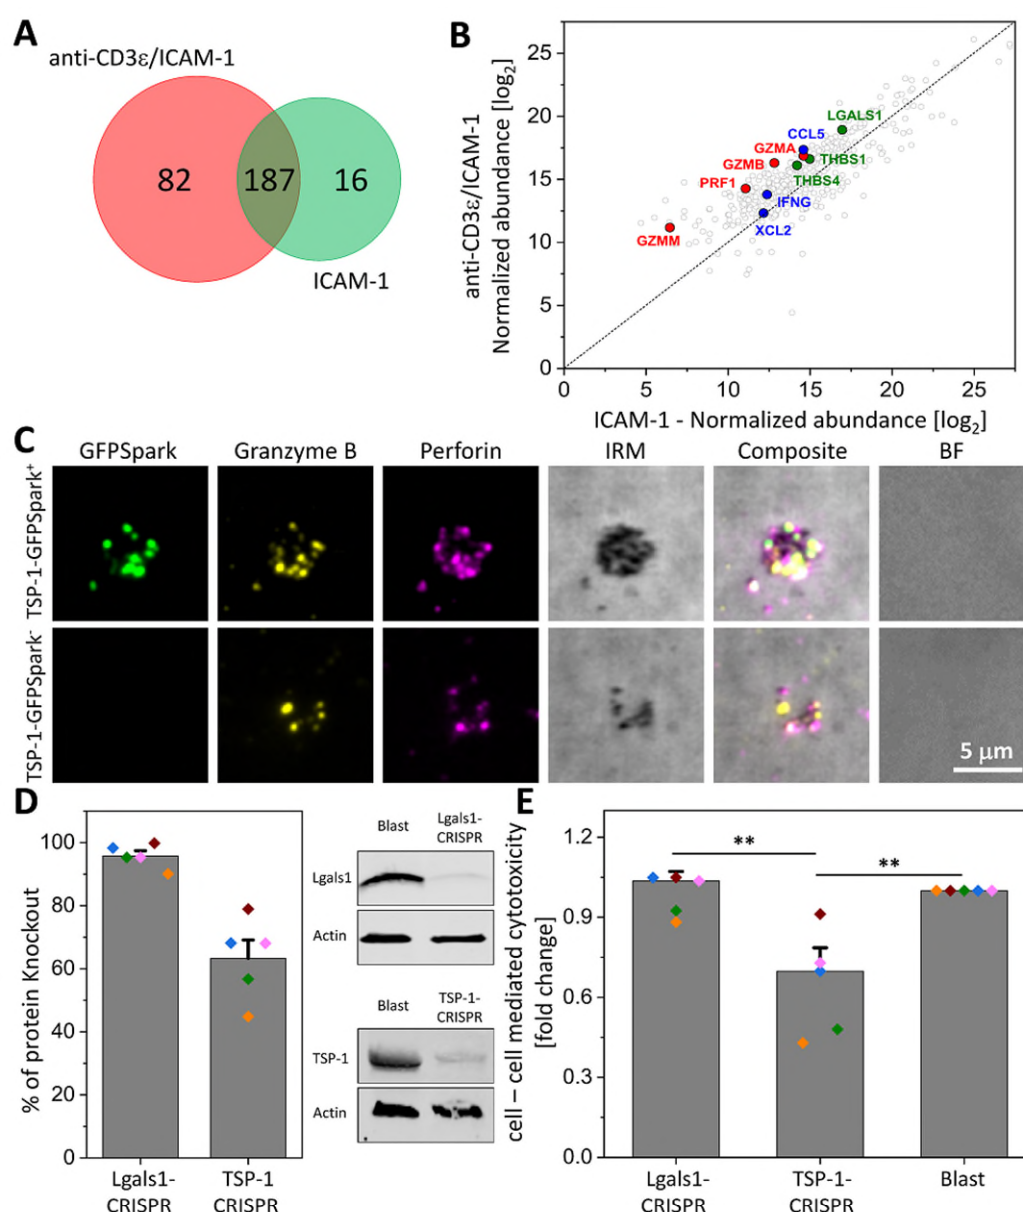 A
anti-CD3ε/ICAM-1
82
187
16
ICAM-1
B
anti-CD3ε/ICAM-1
Normalized abundance [log2]
25
20
15
10
5
0
LGALS1
CCL5
GZMA
GZMB
THBS1
PRF1
THBS4
IFNG
XCL2
GZMM
0
5
10
15
20
25
ICAM-1 - Normalized abundance [log2]
C
GFPSpark
Granzyme B
Perforin
IRM
Composite
BF
TSP-1-GFPSpark+
TSP-1-GFPSpark-
5 μm
D
% of protein Knockout
100
80
60
40
20
0
Lgals1-
CRISPR
TSP-1
CRISPR
Blast
Lgals1-
CRISPR
Lgals1
Actin
Blast
TSP-1-
CRISPR
TSP-1
Actin
E
cell – cell mediated cytotoxicity
[fold change]
1.2
0.9
0.6
0.3
0.0
**
**
Lgals1-
CRISPR
TSP-1-
CRISPR
Blast